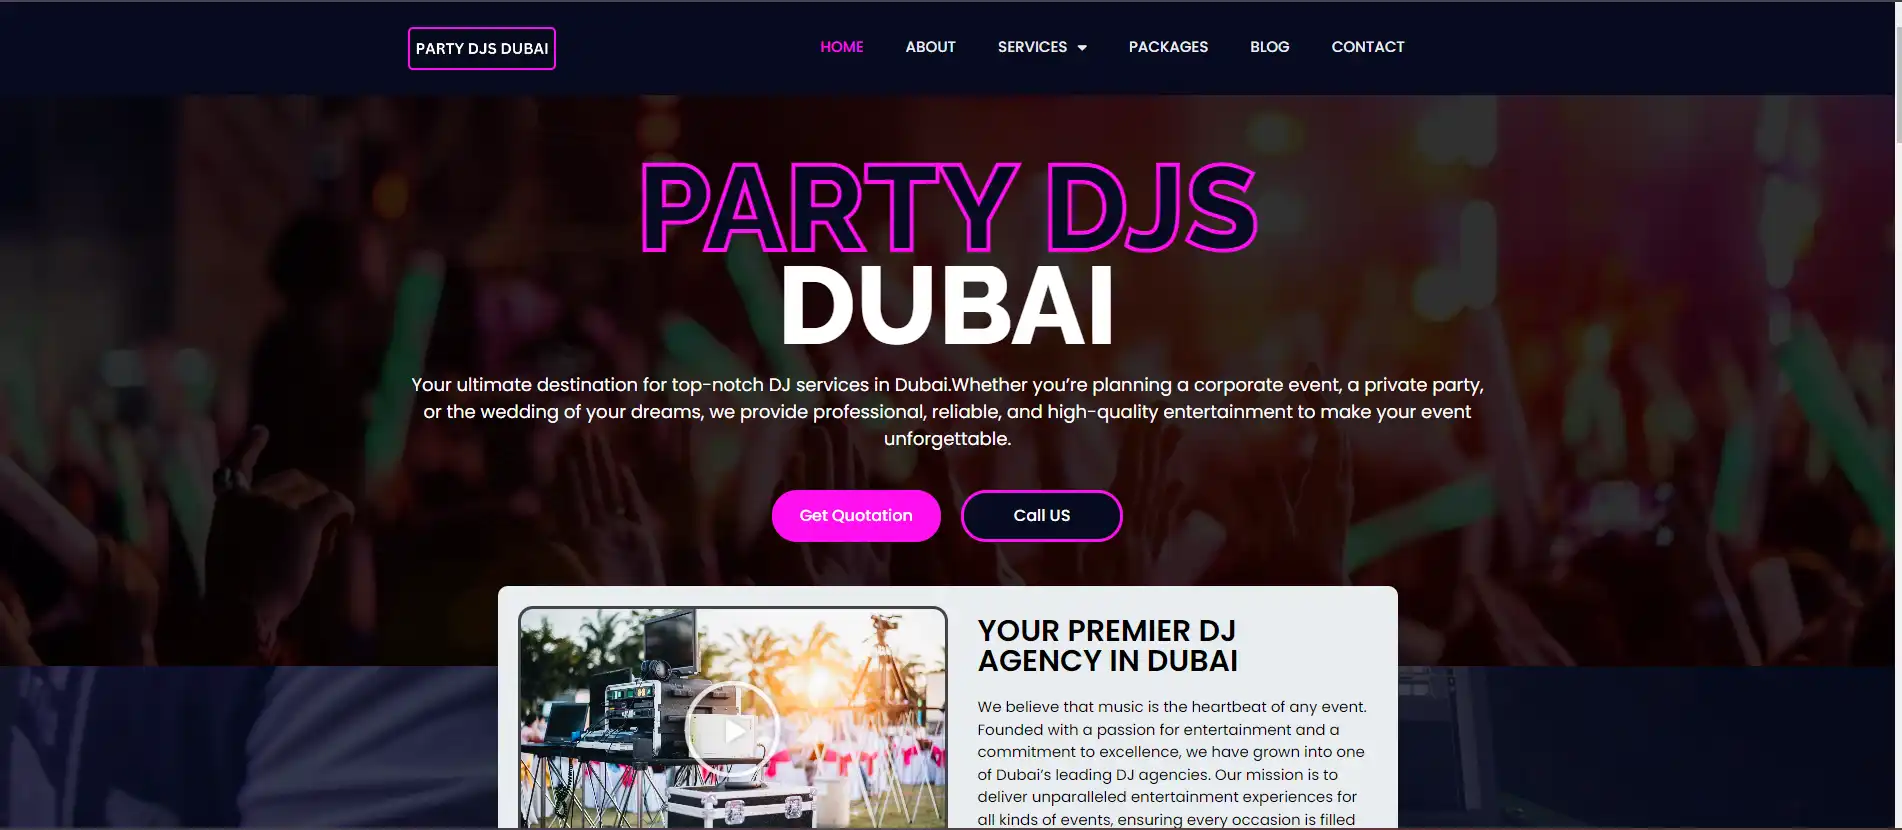 PARTY DJS DUBAI
HOME
ABOUT
SERVICES
PACKAGES
BLOG
CONTACT
PARTY DJS
DUBAI
Your ultimate destination for top-notch DJ services in Dubai.Whether you’re planning a corporate event, a private party,
or the wedding of your dreams, we provide professional, reliable, and high-quality entertainment to make your event
unforgettable.
Get Quotation
Call US
YOUR PREMIER DJ
AGENCY IN DUBAI
We believe that music is the heartbeat of any event.
Founded with a passion for entertainment and a
commitment to excellence, we have grown into one
of Dubai’s leading DJ agencies. Our mission is to
deliver unparalleled entertainment experiences for
all kinds of events, ensuring every occasion is filled